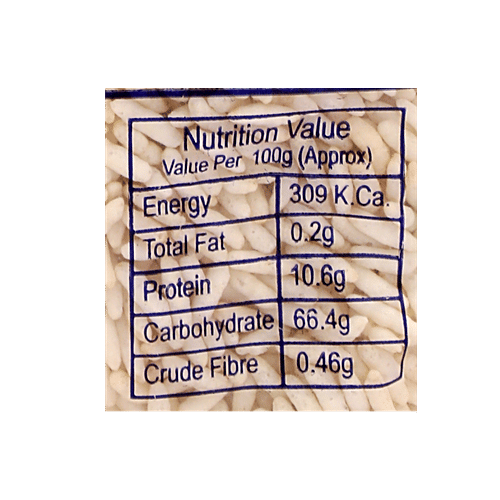 Nutrition Value
Value Per 100g (Approx)
Energy 309 K.Ca.
Total Fat 0.2g
Protein 10.6g
Carbohydrate 66.4g
Crude Fibre 0.46g